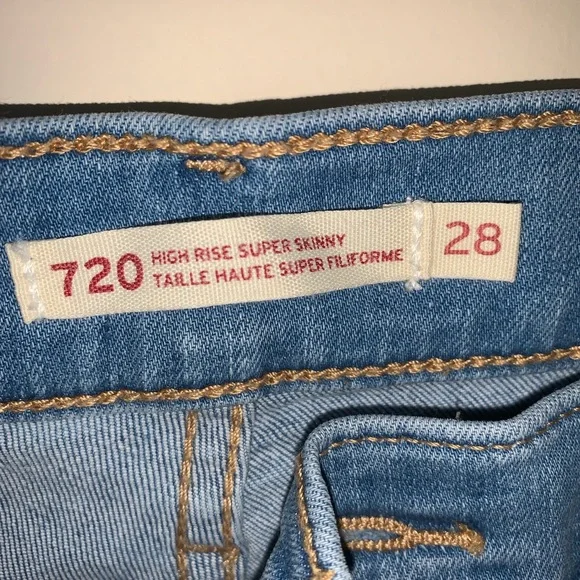 720
HIGH RISE SUPER SKINNY
TAILLE HAUTE SUPER FILIFORME
28